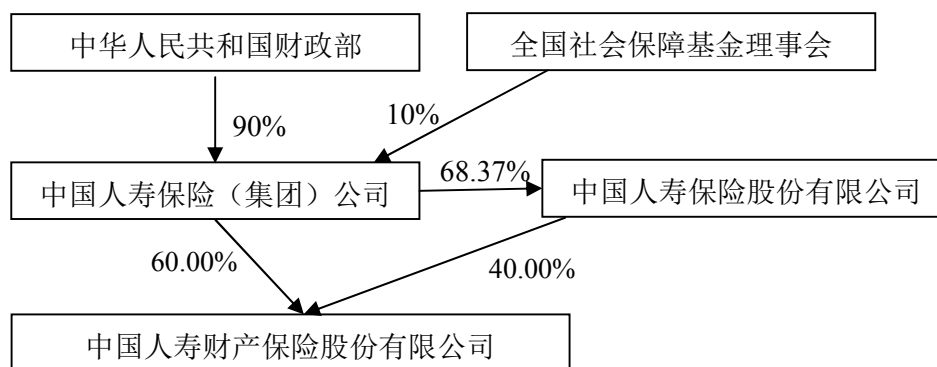 中华人民共和国财政部
全国社会保障基金理事会
90%
10%
中国人寿保险（集团）公司
68.37%
中国人寿保险股份有限公司
60.00%
40.00%
中国人寿财产保险股份有限公司